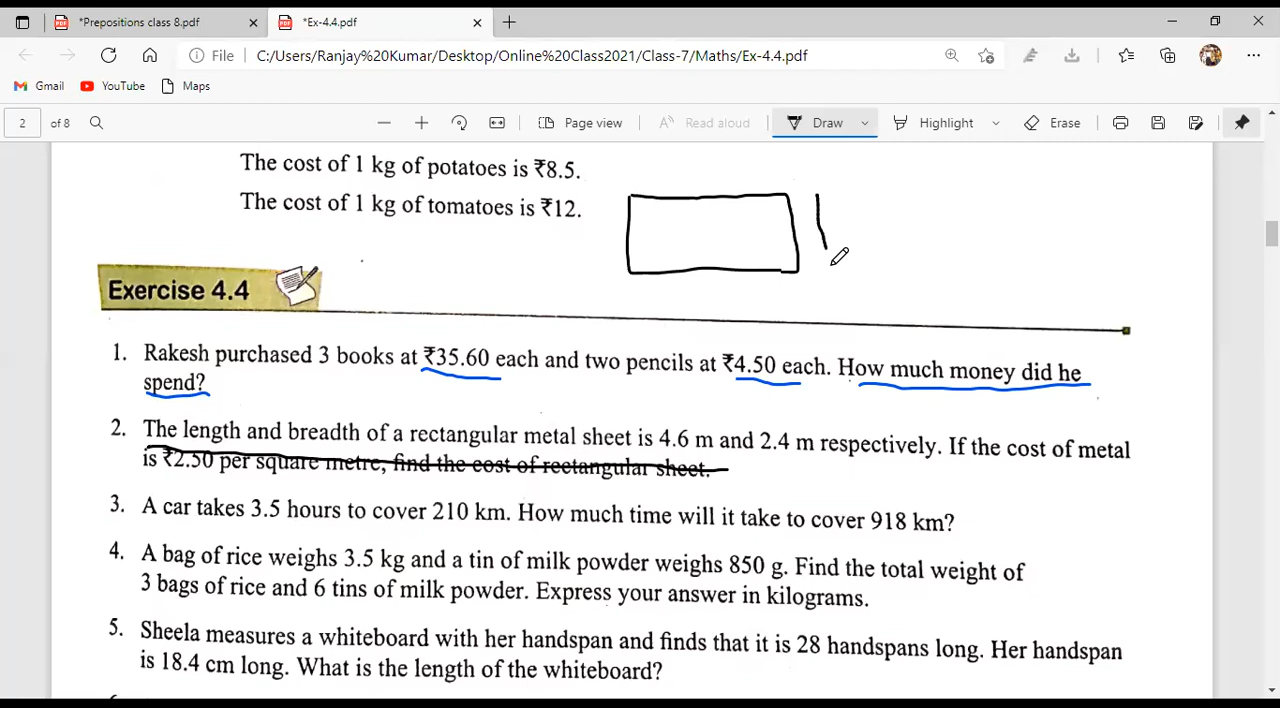 *Prepositions class 8.pdf
*Ex-4.4.pdf
File C:/Users/Ranjay%20Kumar/Desktop/Online%20Class2021/Class-7/Maths/Ex-4.4.pdf
Gmail YouTube Maps
2 of 8 Page view Read aloud Draw Highlight Erase
The cost of 1 kg of potatoes is ₹8.5.
The cost of 1 kg of tomatoes is ₹12.
Exercise 4.4
1. Rakesh purchased 3 books at ₹35.60 each and two pencils at ₹4.50 each. How much money did he
spend?
2. The length and breadth of a rectangular metal sheet is 4.6 m and 2.4 m respectively. If the cost of metal
is ₹2.50 per square metre, find the cost of rectangular sheet.
3. A car takes 3.5 hours to cover 210 km. How much time will it take to cover 918 km?
4. A bag of rice weighs 3.5 kg and a tin of milk powder weighs 850 g. Find the total weight of
3 bags of rice and 6 tins of milk powder. Express your answer in kilograms.
5. Sheela measures a whiteboard with her handspan and finds that it is 28 handspans long. Her handspan
is 18.4 cm long. What is the length of the whiteboard?